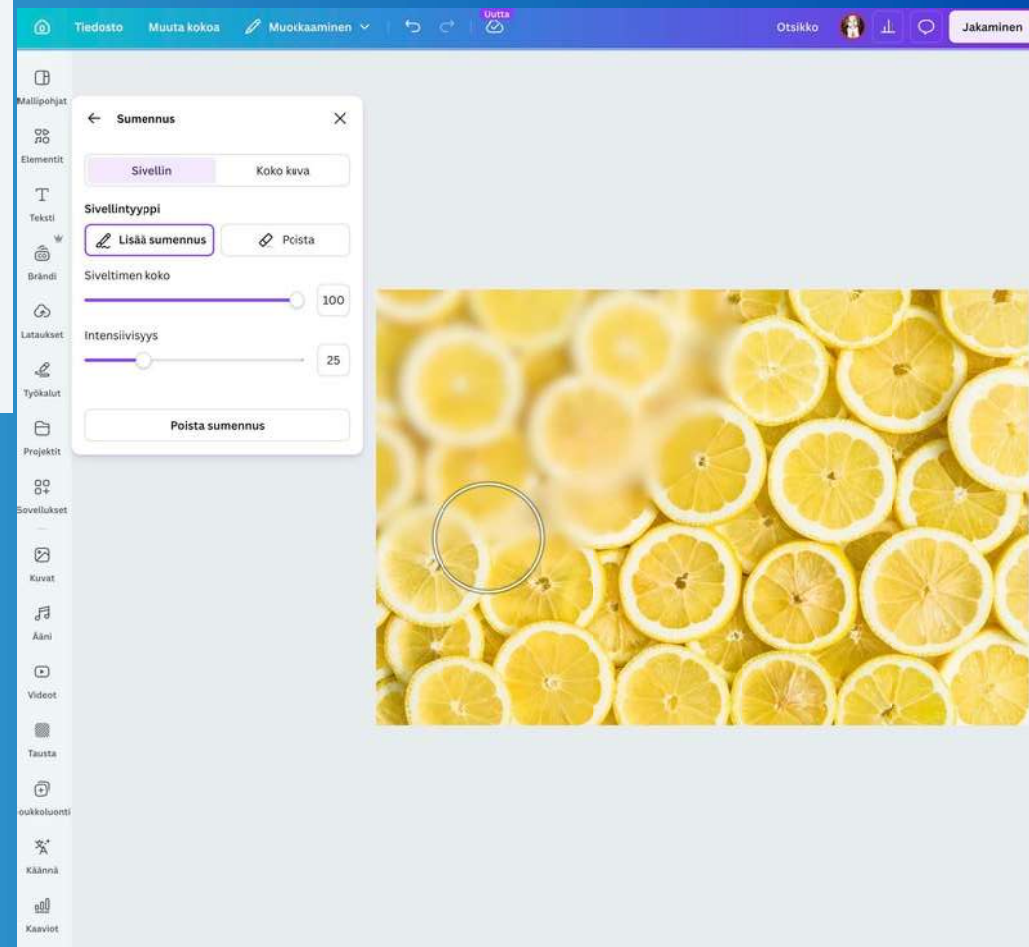 Tiedosto Muuta kokoa Muokkaaminen Uutta Otsikko Jakaminen
Mallipohjat
Elementit
Teksti
Brändi
Lataukset
Työkalut
Projektit
Sovellukset
Kuvat
Ääni
Videot
Tausta
oukkoluonti
Käännä
Kaaviot
Sumennus
Sivellin Koko kuva
Sivellintyyppi
Lisää sumennus Poista
Siveltimen koko
100
Intensiivisyys
25
Poista sumennus